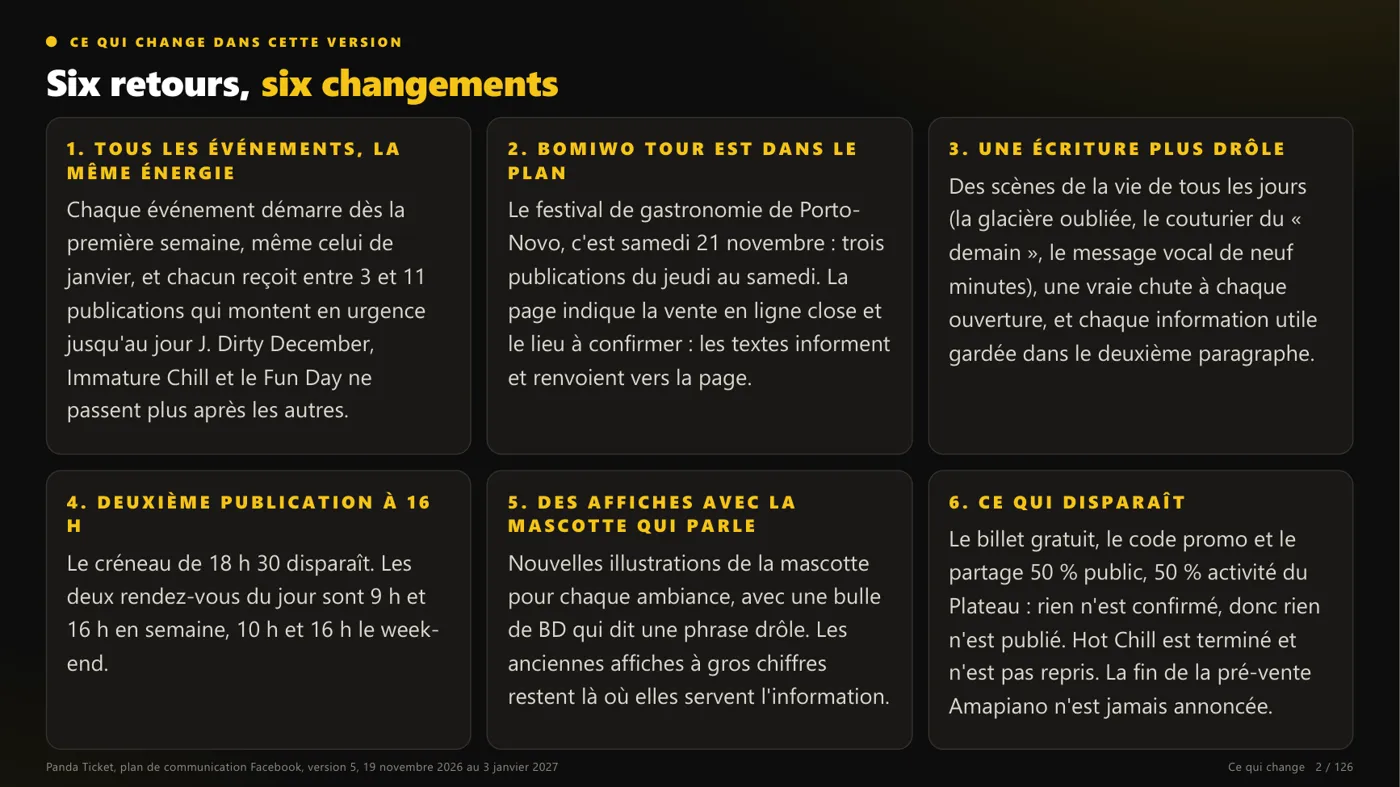 CE QUI CHANGE DANS CETTE VERSION
Six retours, six changements
1. TOUS LES ÉVÉNEMENTS, LA
MÊME ÉNERGIE
Chaque événement démarre dès la
première semaine, même celui de
janvier, et chacun reçoit entre 3 et 11
publications qui montent en urgence
jusqu'au jour J. Dirty December,
Immature Chill et le Fun Day ne
passent plus après les autres.
2. BOMIWO TOUR EST DANS LE
PLAN
Le festival de gastronomie de Porto-
Novo, c'est samedi 21 novembre : trois
publications du jeudi au samedi. La
page indique la vente en ligne close et
le lieu à confirmer : les textes informent
et renvoient vers la page.
3. UNE ÉCRITURE PLUS DRÔLE
Des scènes de la vie de tous les jours
(la glacière oubliée, le couturier du «
demain », le message vocal de neuf
minutes), une vraie chute à chaque
ouverture, et chaque information utile
gardée dans le deuxième paragraphe.
4. DEUXIÈME PUBLICATION À 16
H
Le créneau de 18 h 30 disparaît. Les
deux rendez-vous du jour sont 9 h et
16 h en semaine, 10 h et 16 h le week-
end.
5. DES AFFICHES AVEC LA
MASCOTTE QUI PARLE
Nouvelles illustrations de la mascotte
pour chaque ambiance, avec une bulle
de BD qui dit une phrase drôle. Les
anciennes affiches à gros chiffres
restent là où elles servent l'information.
6. CE QUI DISPARAÎT
Le billet gratuit, le code promo et le
partage 50 % public, 50 % activité du
Plateau : rien n'est confirmé, donc rien
n'est publié. Hot Chill est terminé et
n'est pas repris. La fin de la pré-vente
Amapiano n'est jamais annoncée.
Panda Ticket, plan de communication Facebook, version 5, 19 novembre 2026 au 3 janvier 2027
Ce qui change 2 / 126